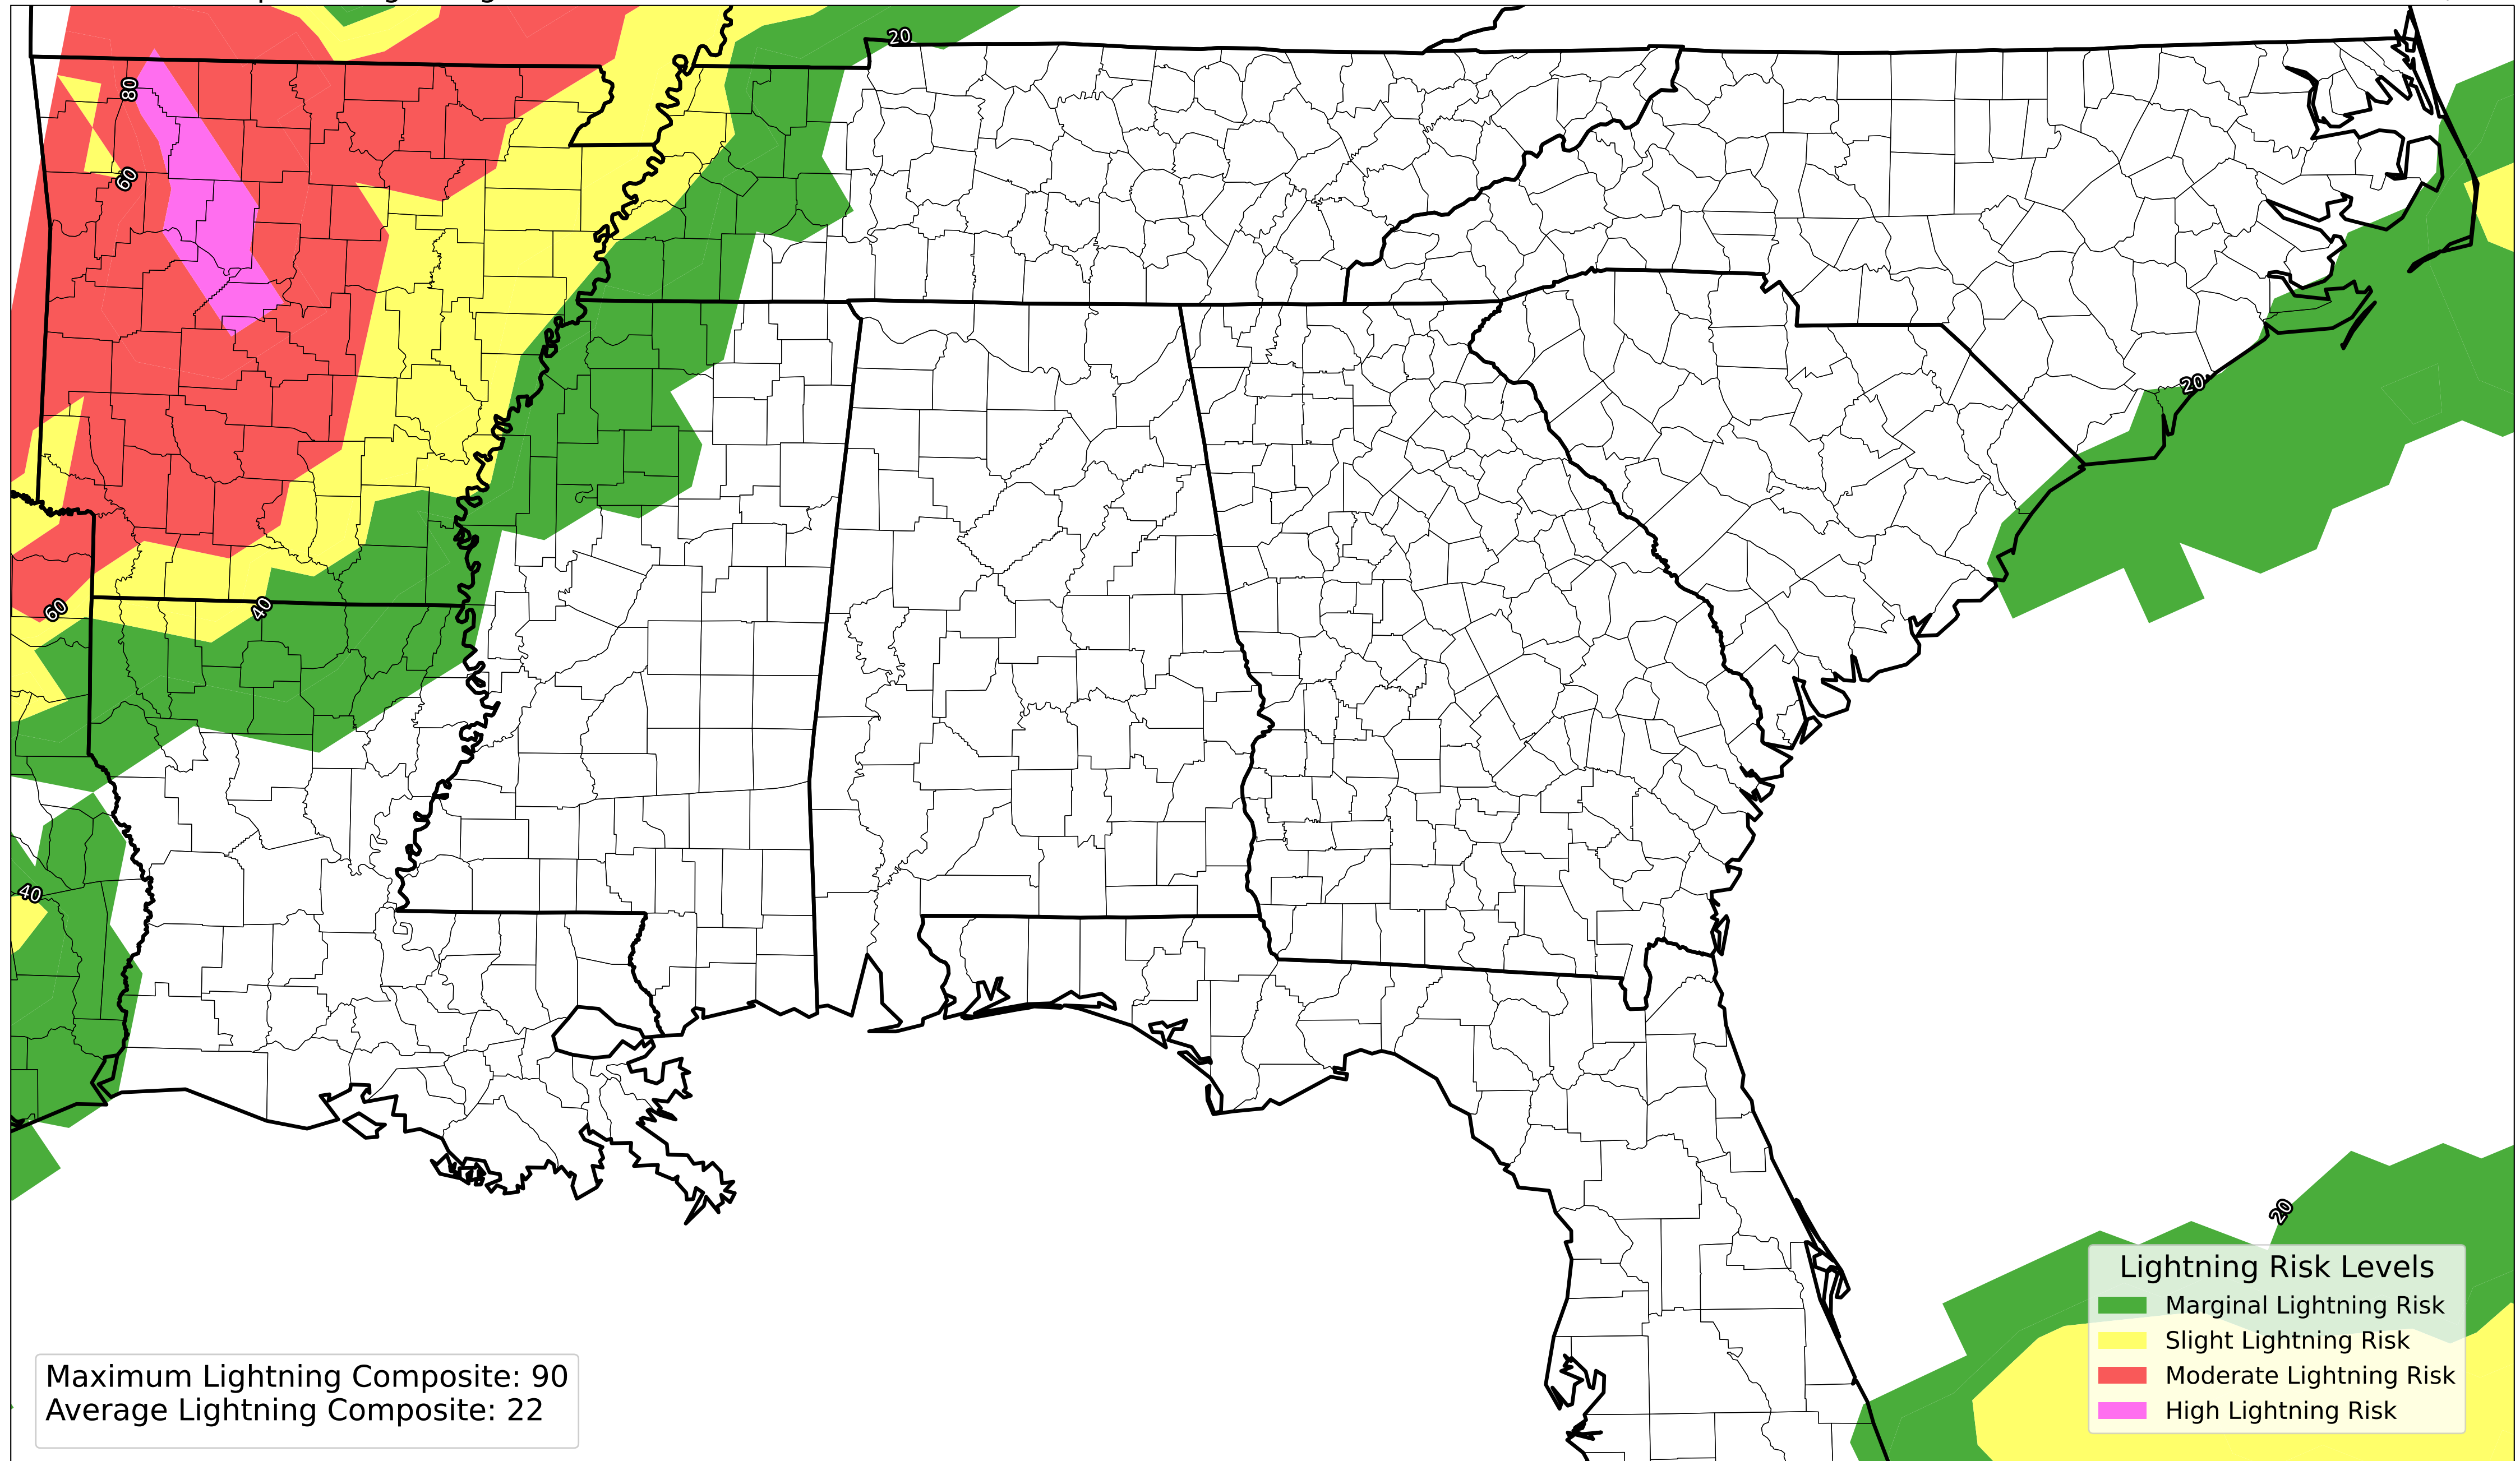 20
80
60
20
60
40
40
20
Lightning Risk Levels
Marginal Lightning Risk
Slight Lightning Risk
Moderate Lightning Risk
High Lightning Risk
Maximum Lightning Composite: 90
Average Lightning Composite: 22